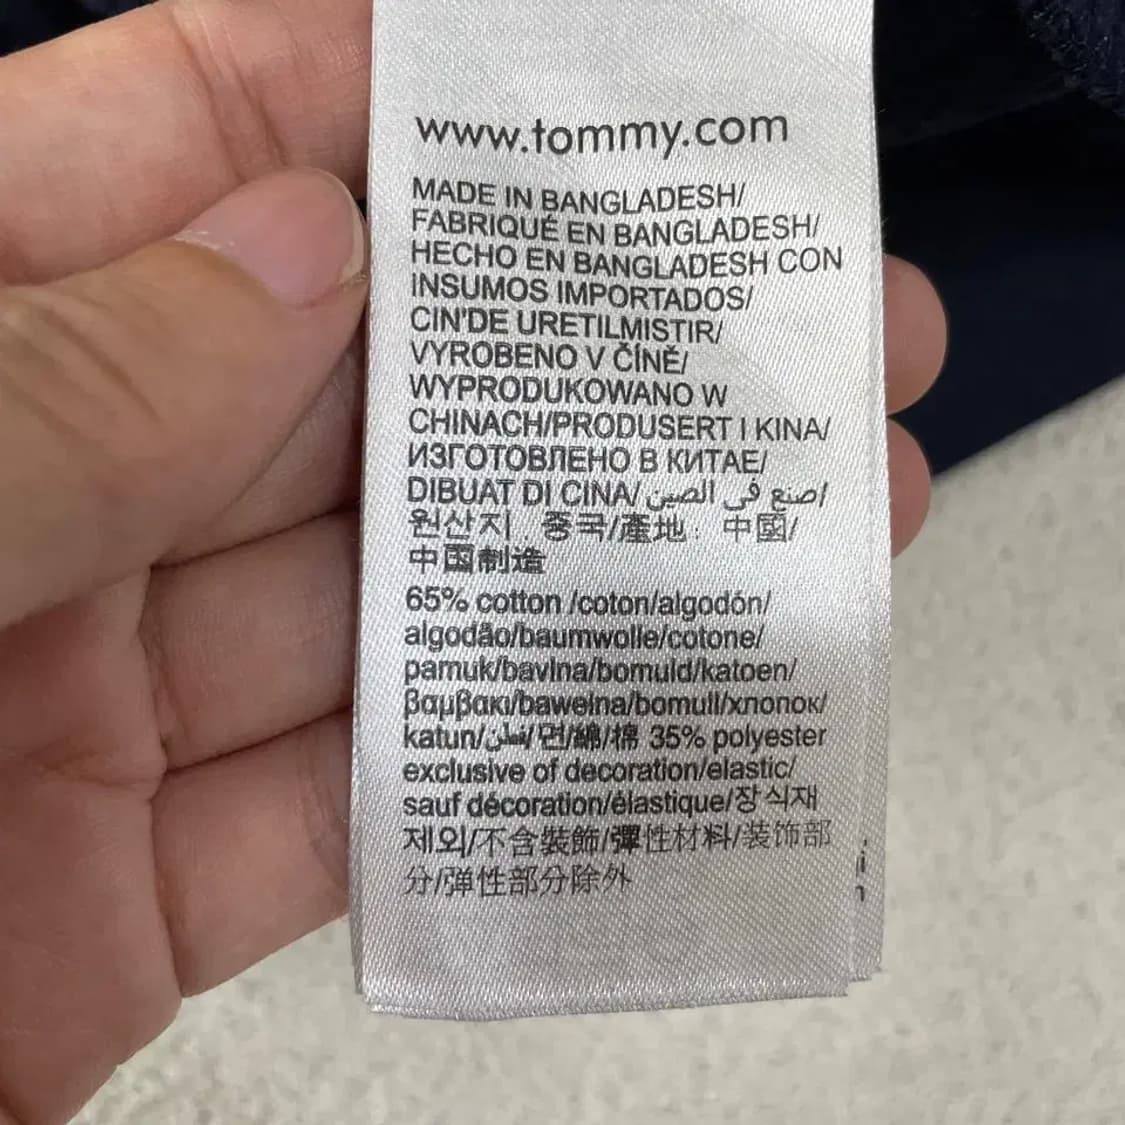 www.tommy.com
MADE IN BANGLADESH/
FABRIQUÉ EN BANGLADESH/
HECHO EN BANGLADESH CON
INSUMOS IMPORTADOS/
CIN'DE URETILMISTIR/
VYROBENO V ČÍNĚ/
WYPRODUKOWANO W
CHINACH/PRODUSERT I KINA/
ИЗГОТОВЛЕНО В КИТАЕ/
DIBUAT DI CINA/صنع في الصين/
원산지. 중국/產地: 中國/
中国制造
65% cotton /coton/algodón/
algodão/baumwolle/cotone/
pamuk/bavlna/bomuld/katoen/
βαμβακι/bawełna/bomull/хлопок/
katun/قطن/면/綿/棉 35% polyester
exclusive of decoration/elastic/
sauf décoration/élastique/장식재
제외/不含裝飾/彈性材料/装饰部
分/弹性部分除外